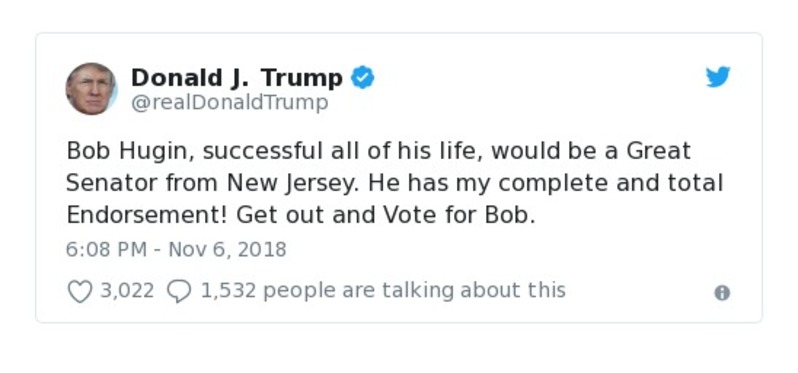 Donald J. Trump
@realDonaldTrump
Bob Hugin, successful all of his life, would be a Great
Senator from New Jersey. He has my complete and total
Endorsement! Get out and Vote for Bob.
6:08 PM - Nov 6, 2018
3,022 1,532 people are talking about this